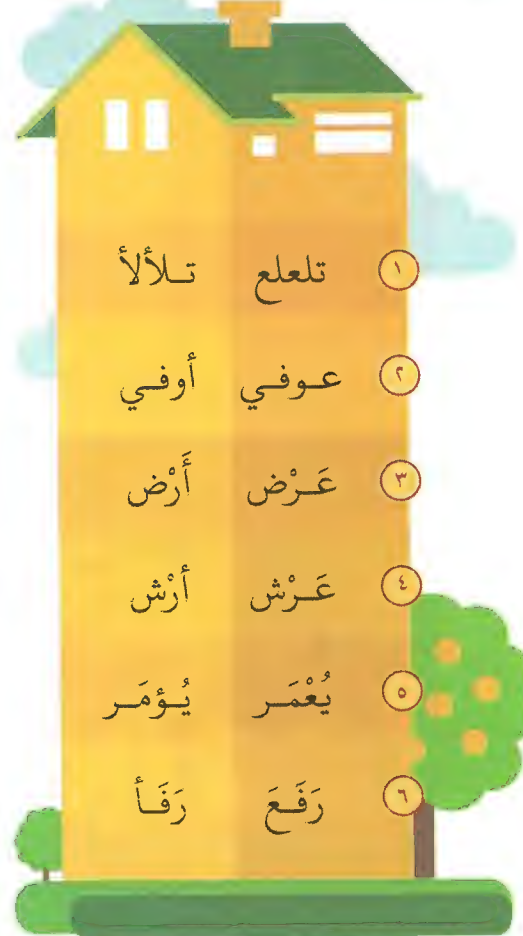 ١ تلعلع تـلألأ
٢ عـوفـي أوفـي
٣ عَـرْض أَرْض
٤ عَـرْش أرْش
٥ يُعْمَـر يُـؤمَـر
٦ رَفَـعَ رَفَـأ